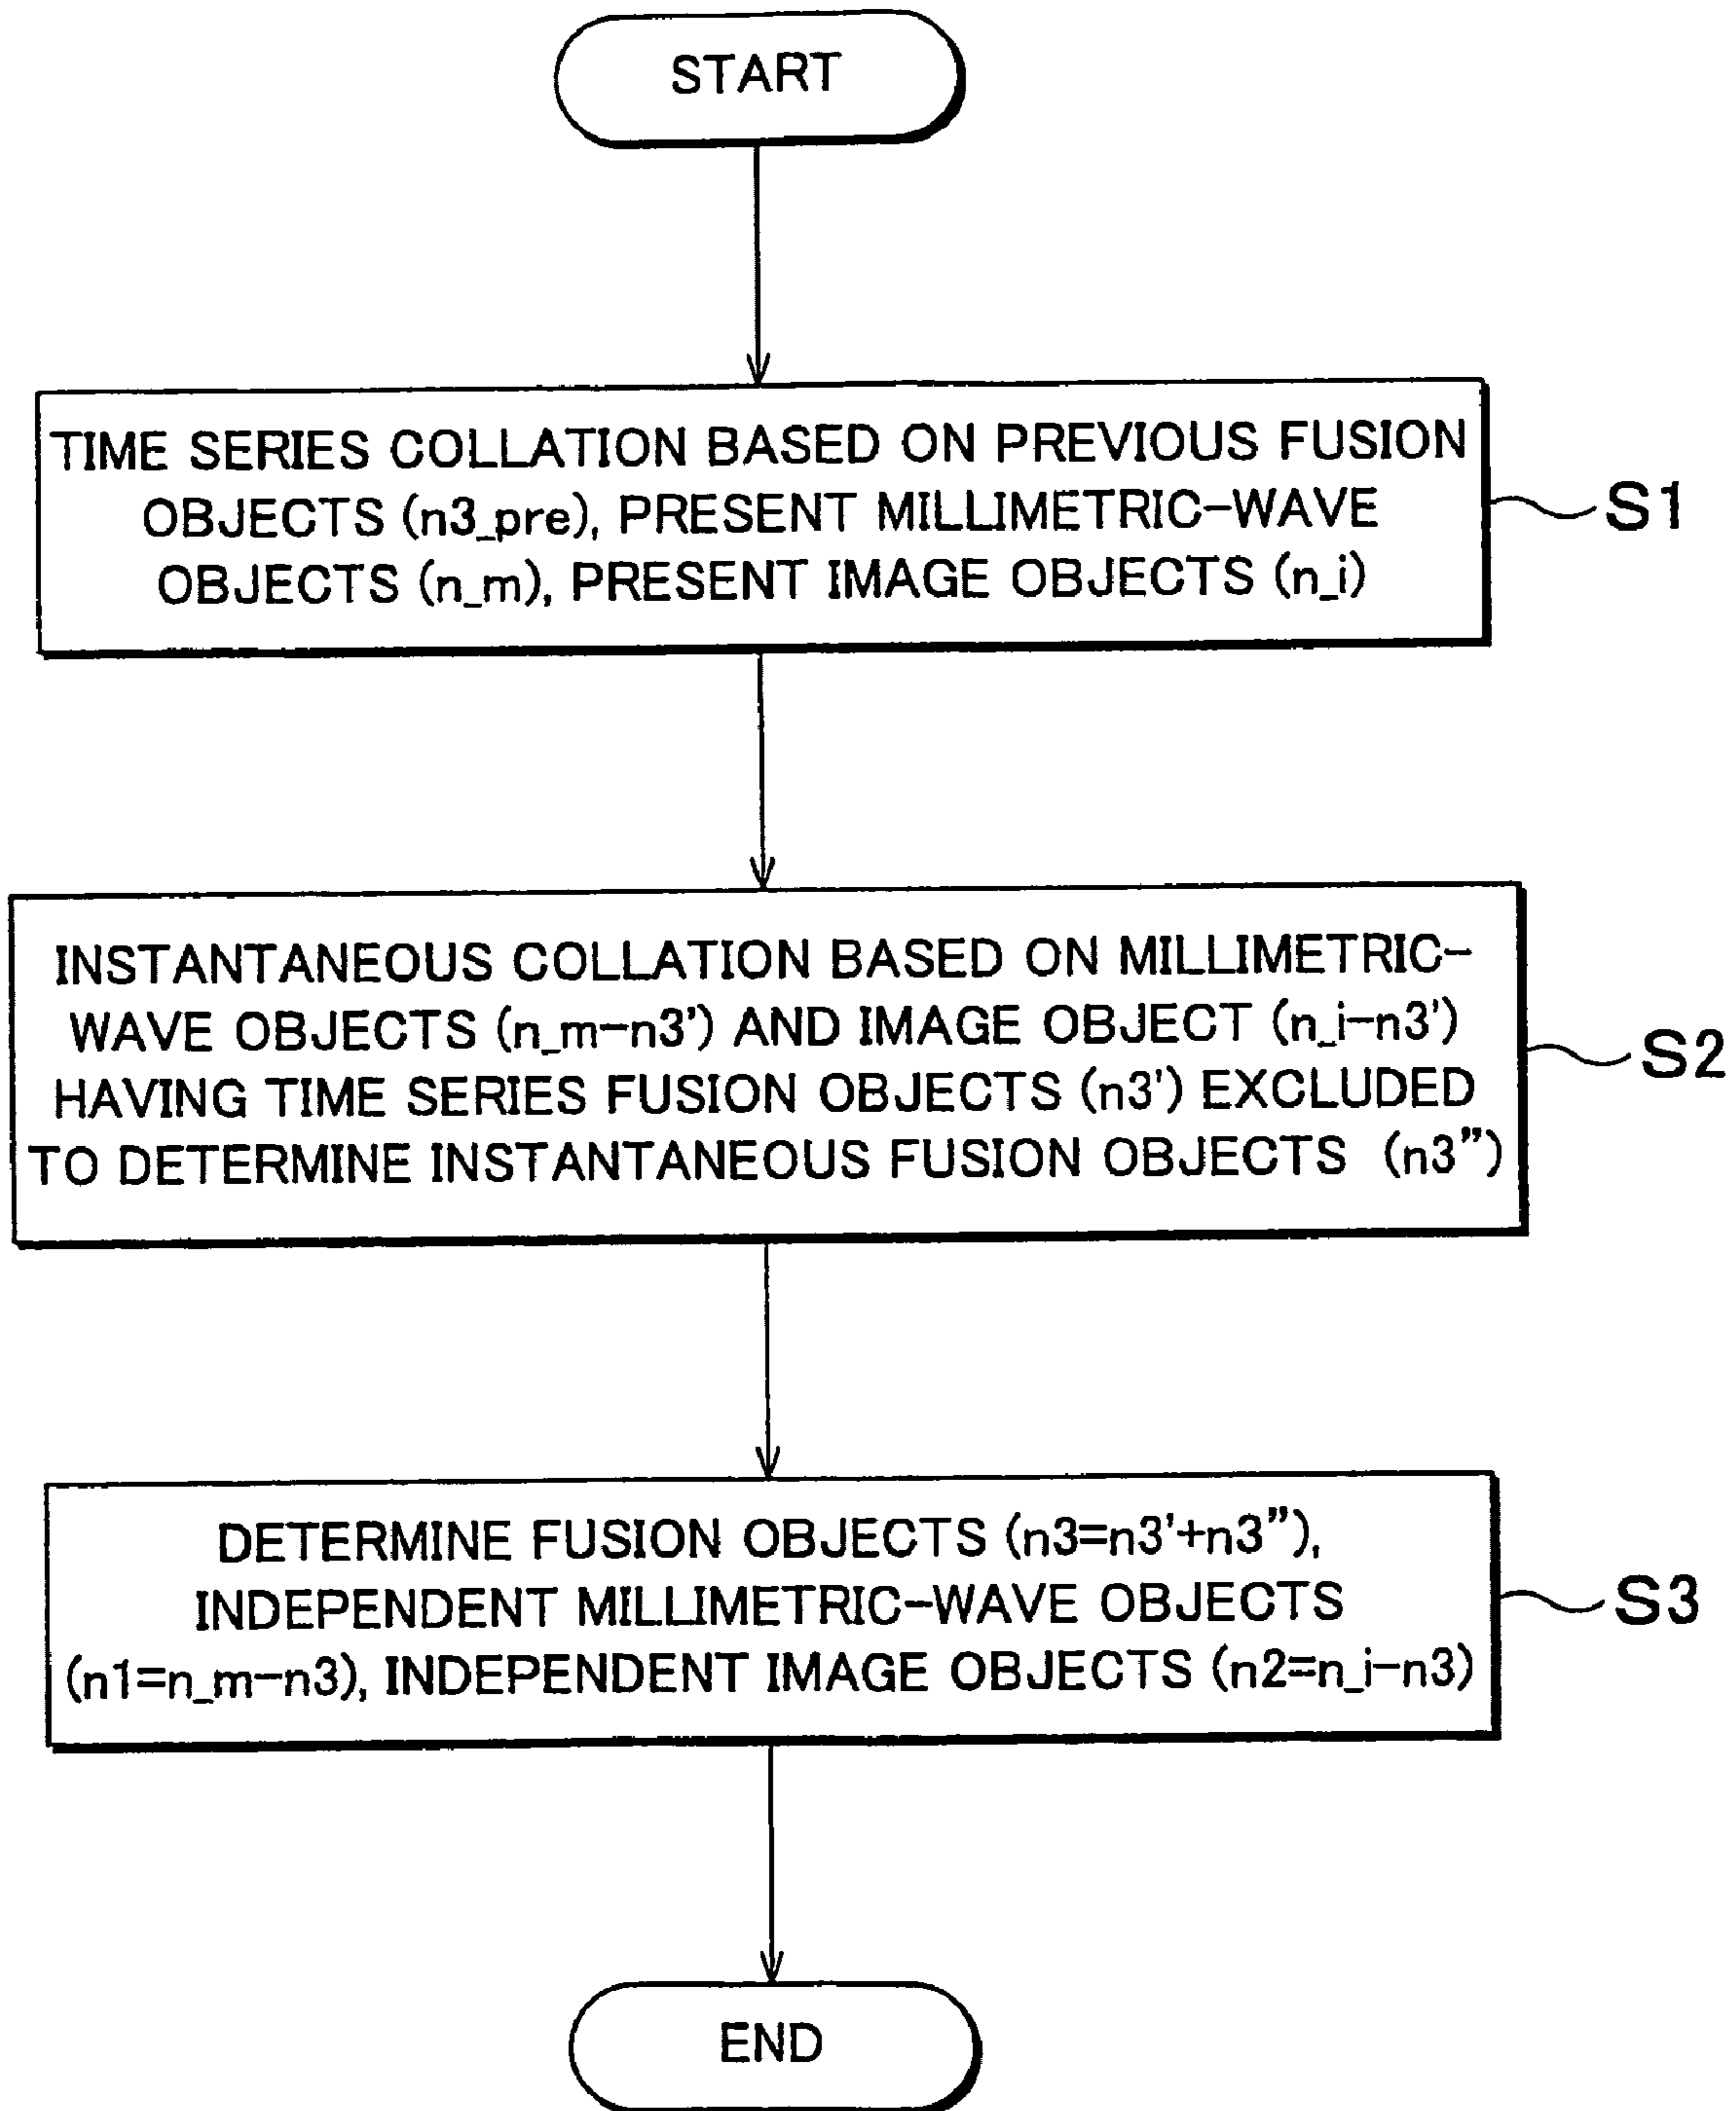 START
TIME SERIES COLLATION BASED ON PREVIOUS FUSION
OBJECTS (n3_pre), PRESENT MILLIMETRIC-WAVE
OBJECTS (n_m), PRESENT IMAGE OBJECTS (n_i)
S1
INSTANTANEOUS COLLATION BASED ON MILLIMETRIC-
WAVE OBJECTS (n_m-n3') AND IMAGE OBJECT (n_i-n3')
HAVING TIME SERIES FUSION OBJECTS (n3') EXCLUDED
TO DETERMINE INSTANTANEOUS FUSION OBJECTS (n3")
S2
DETERMINE FUSION OBJECTS (n3=n3'+n3"),
INDEPENDENT MILLIMETRIC-WAVE OBJECTS
(n1=n_m-n3), INDEPENDENT IMAGE OBJECTS (n2=n_i-n3)
S3
END